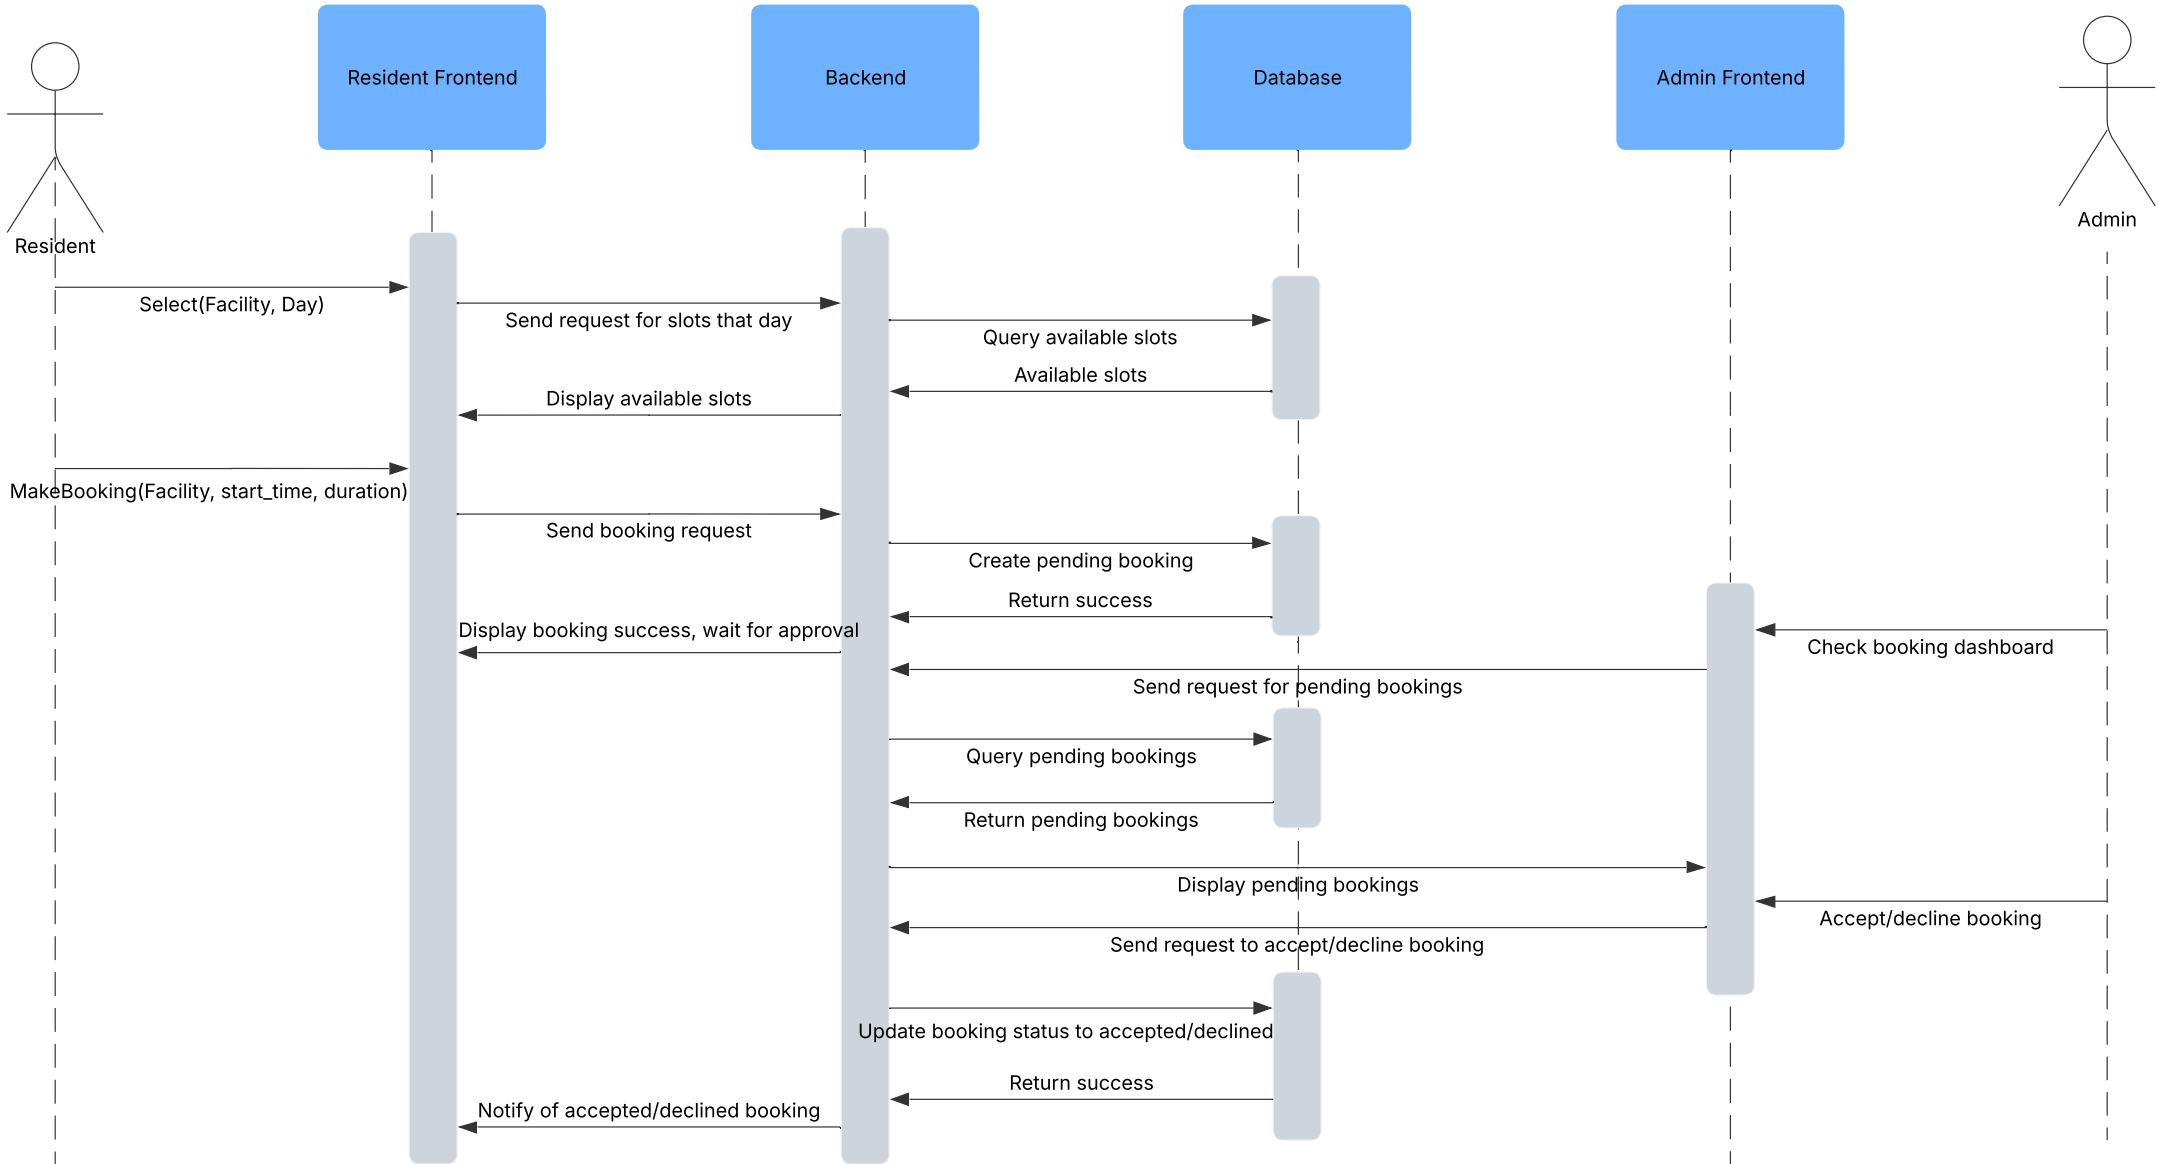 Resident Frontend
Backend
Database
Admin Frontend
Resident
Admin
Select(Facility, Day)
Send request for slots that day
Query available slots
Available slots
Display available slots
MakeBooking(Facility, start_time, duration)
Send booking request
Create pending booking
Return success
Display booking success, wait for approval
Check booking dashboard
Send request for pending bookings
Query pending bookings
Return pending bookings
Display pending bookings
Accept/decline booking
Send request to accept/decline booking
Update booking status to accepted/declined
Return success
Notify of accepted/declined booking